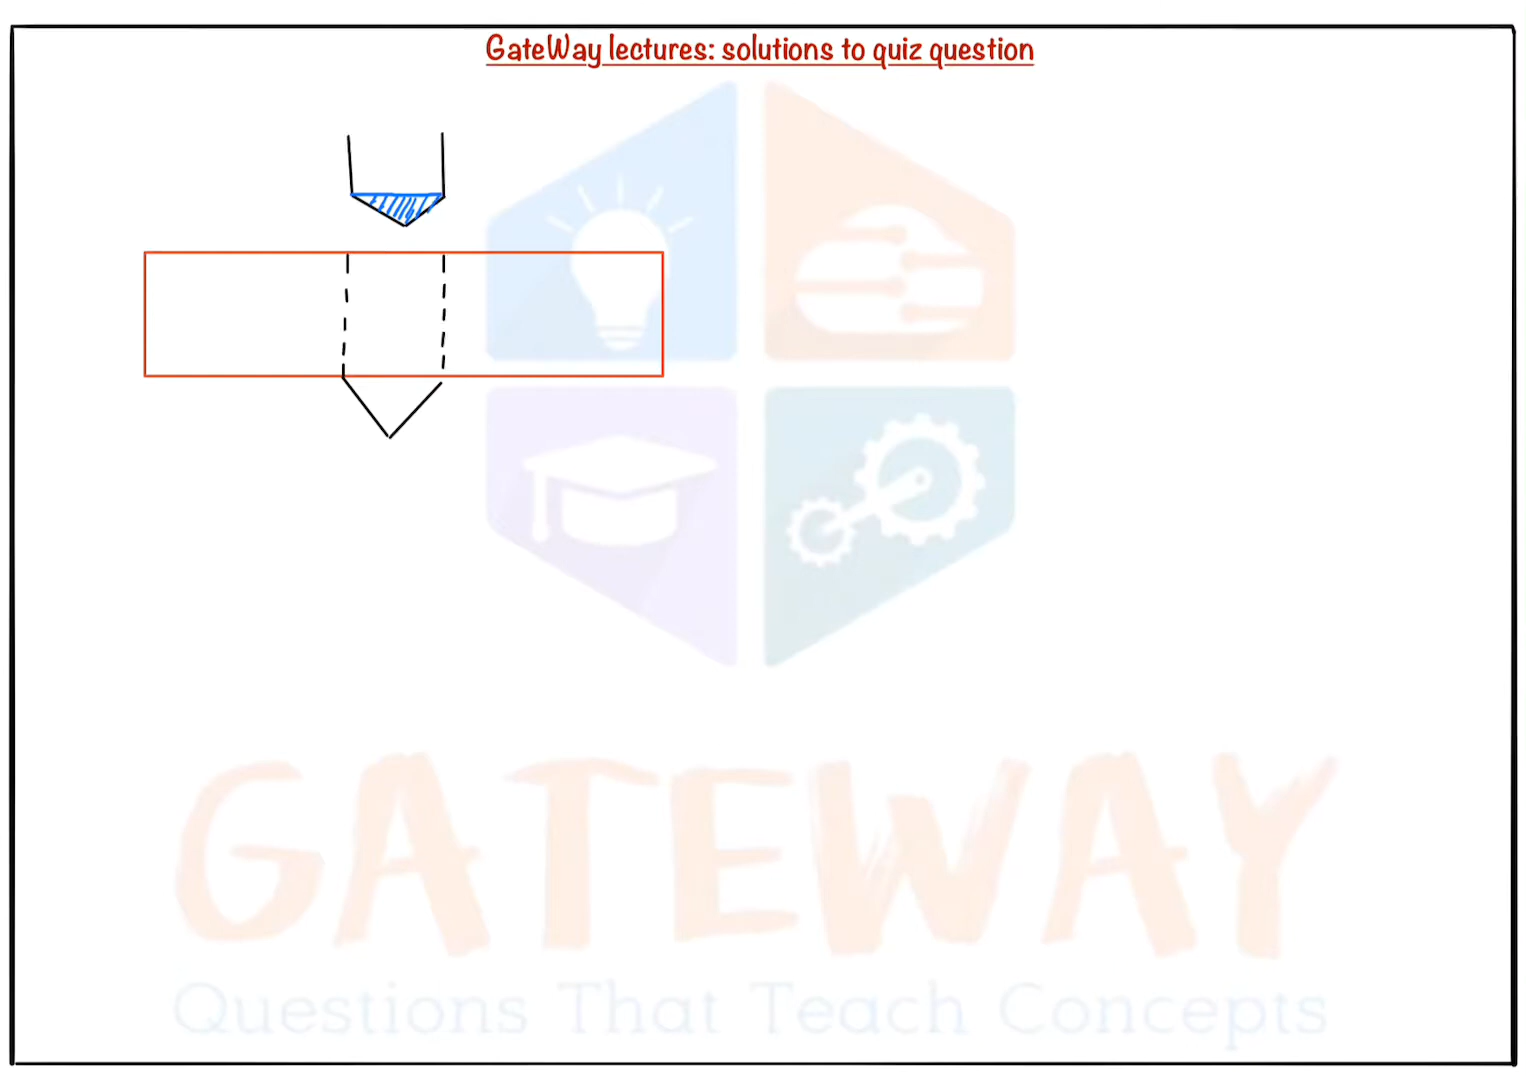 GateWay lectures: solutions to quiz question
GATEWAY
Questions That Teach Concepts